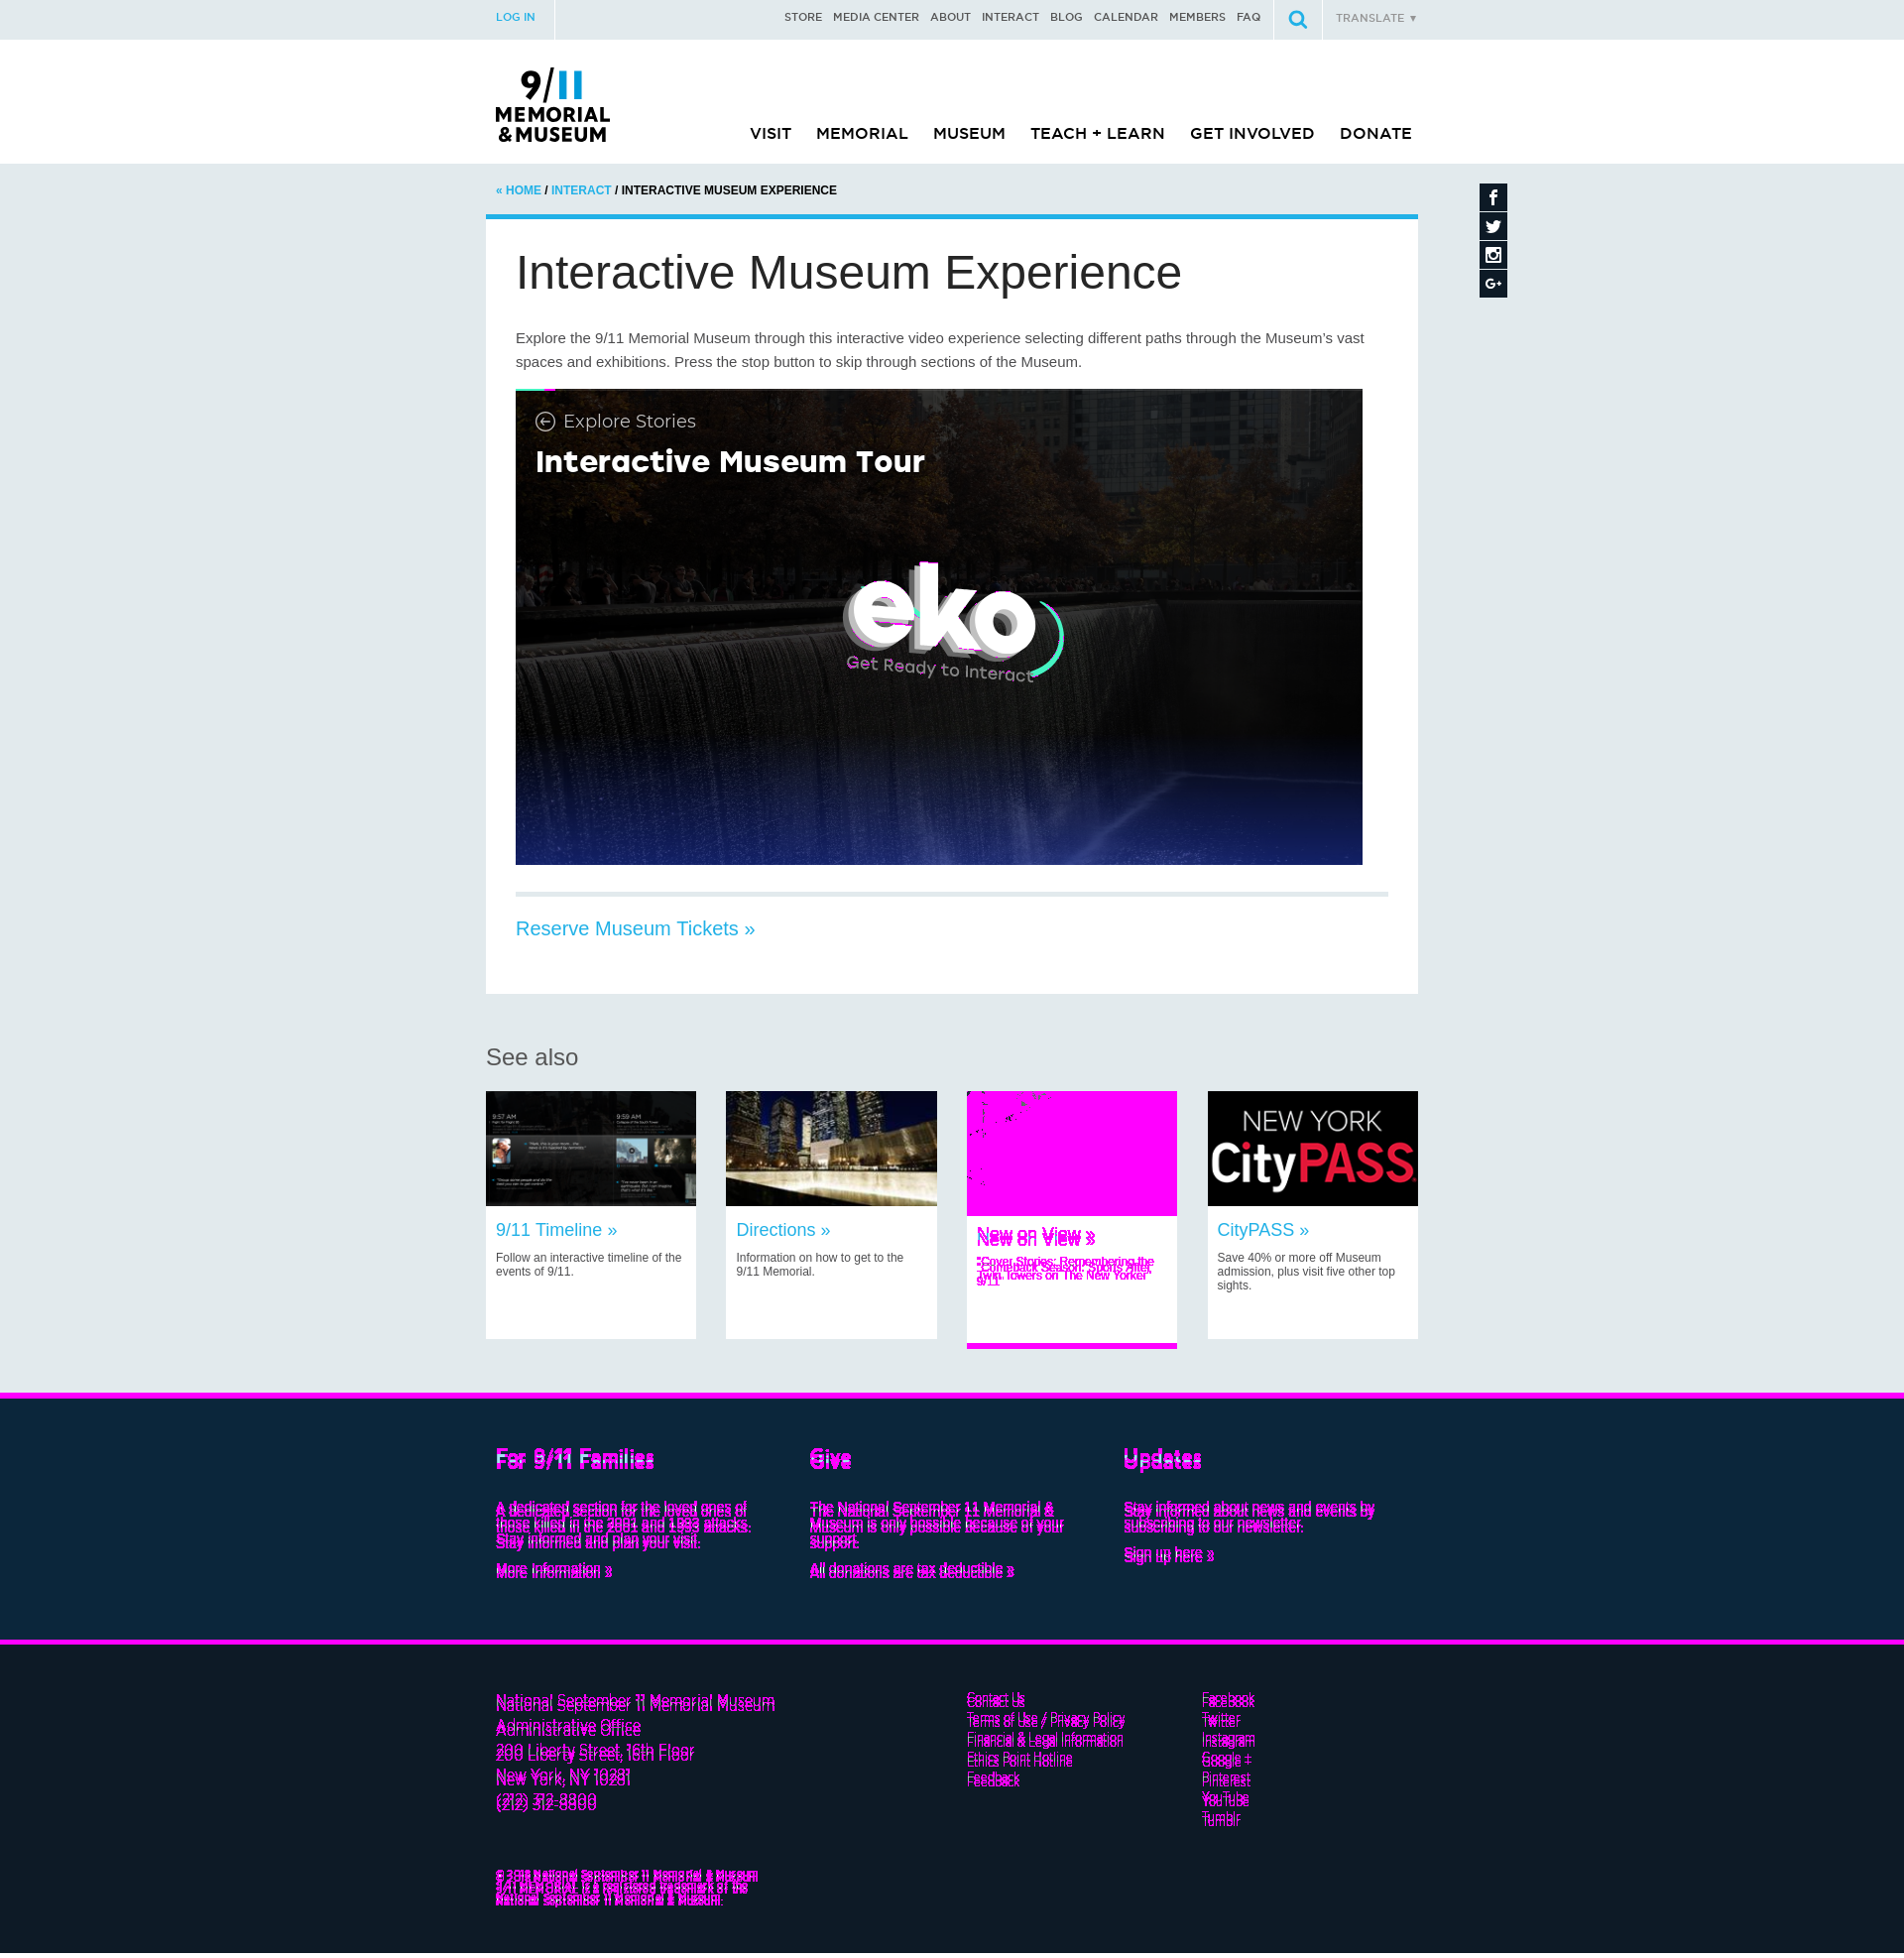 LOG IN
STORE MEDIA CENTER ABOUT INTERACT BLOG CALENDAR MEMBERS FAQ
TRANSLATE ▼
9/11
MEMORIAL
&MUSEUM
VISIT MEMORIAL MUSEUM TEACH + LEARN GET INVOLVED DONATE
« HOME / INTERACT / INTERACTIVE MUSEUM EXPERIENCE
Interactive Museum Experience
Explore the 9/11 Memorial Museum through this interactive video experience selecting different paths through the Museum’s vast
spaces and exhibitions. Press the stop button to skip through sections of the Museum.
Explore Stories
Interactive Museum Tour
eko
Get Ready to Interact
Reserve Museum Tickets »
See also
9:57 AM
9:59 AM
NEW YORK
CityPASS
9/11 Timeline »
Follow an interactive timeline of the
events of 9/11.
Directions »
Information on how to get to the
9/11 Memorial.
New on View »
"Cover Stories: Remembering the
Twin Towers on The New Yorker"
"Comeback Season: Sports After
9/11"
CityPASS »
Save 40% or more off Museum
admission, plus visit five other top
sights.
For 9/11 Families
A dedicated section for the loved ones of
those killed in the 2001 and 1993 attacks.
Stay informed and plan your visit.
More Information »
Give
The National September 11 Memorial &
Museum is only possible because of your
support.
All donations are tax deductible »
Updates
Stay informed about news and events by
subscribing to our newsletter.
Sign up here »
National September 11 Memorial Museum
Administrative Office
200 Liberty Street, 16th Floor
New York, NY 10281
(212) 312-8800
Contact Us
Terms of Use / Privacy Policy
Financial & Legal Information
Ethics Point Hotline
Feedback
Facebook
Twitter
Instagram
Google +
Pinterest
YouTube
Tumblr
© 2018 National September 11 Memorial & Museum
9/11 MEMORIAL is a registered trademark of the
National September 11 Memorial & Museum.